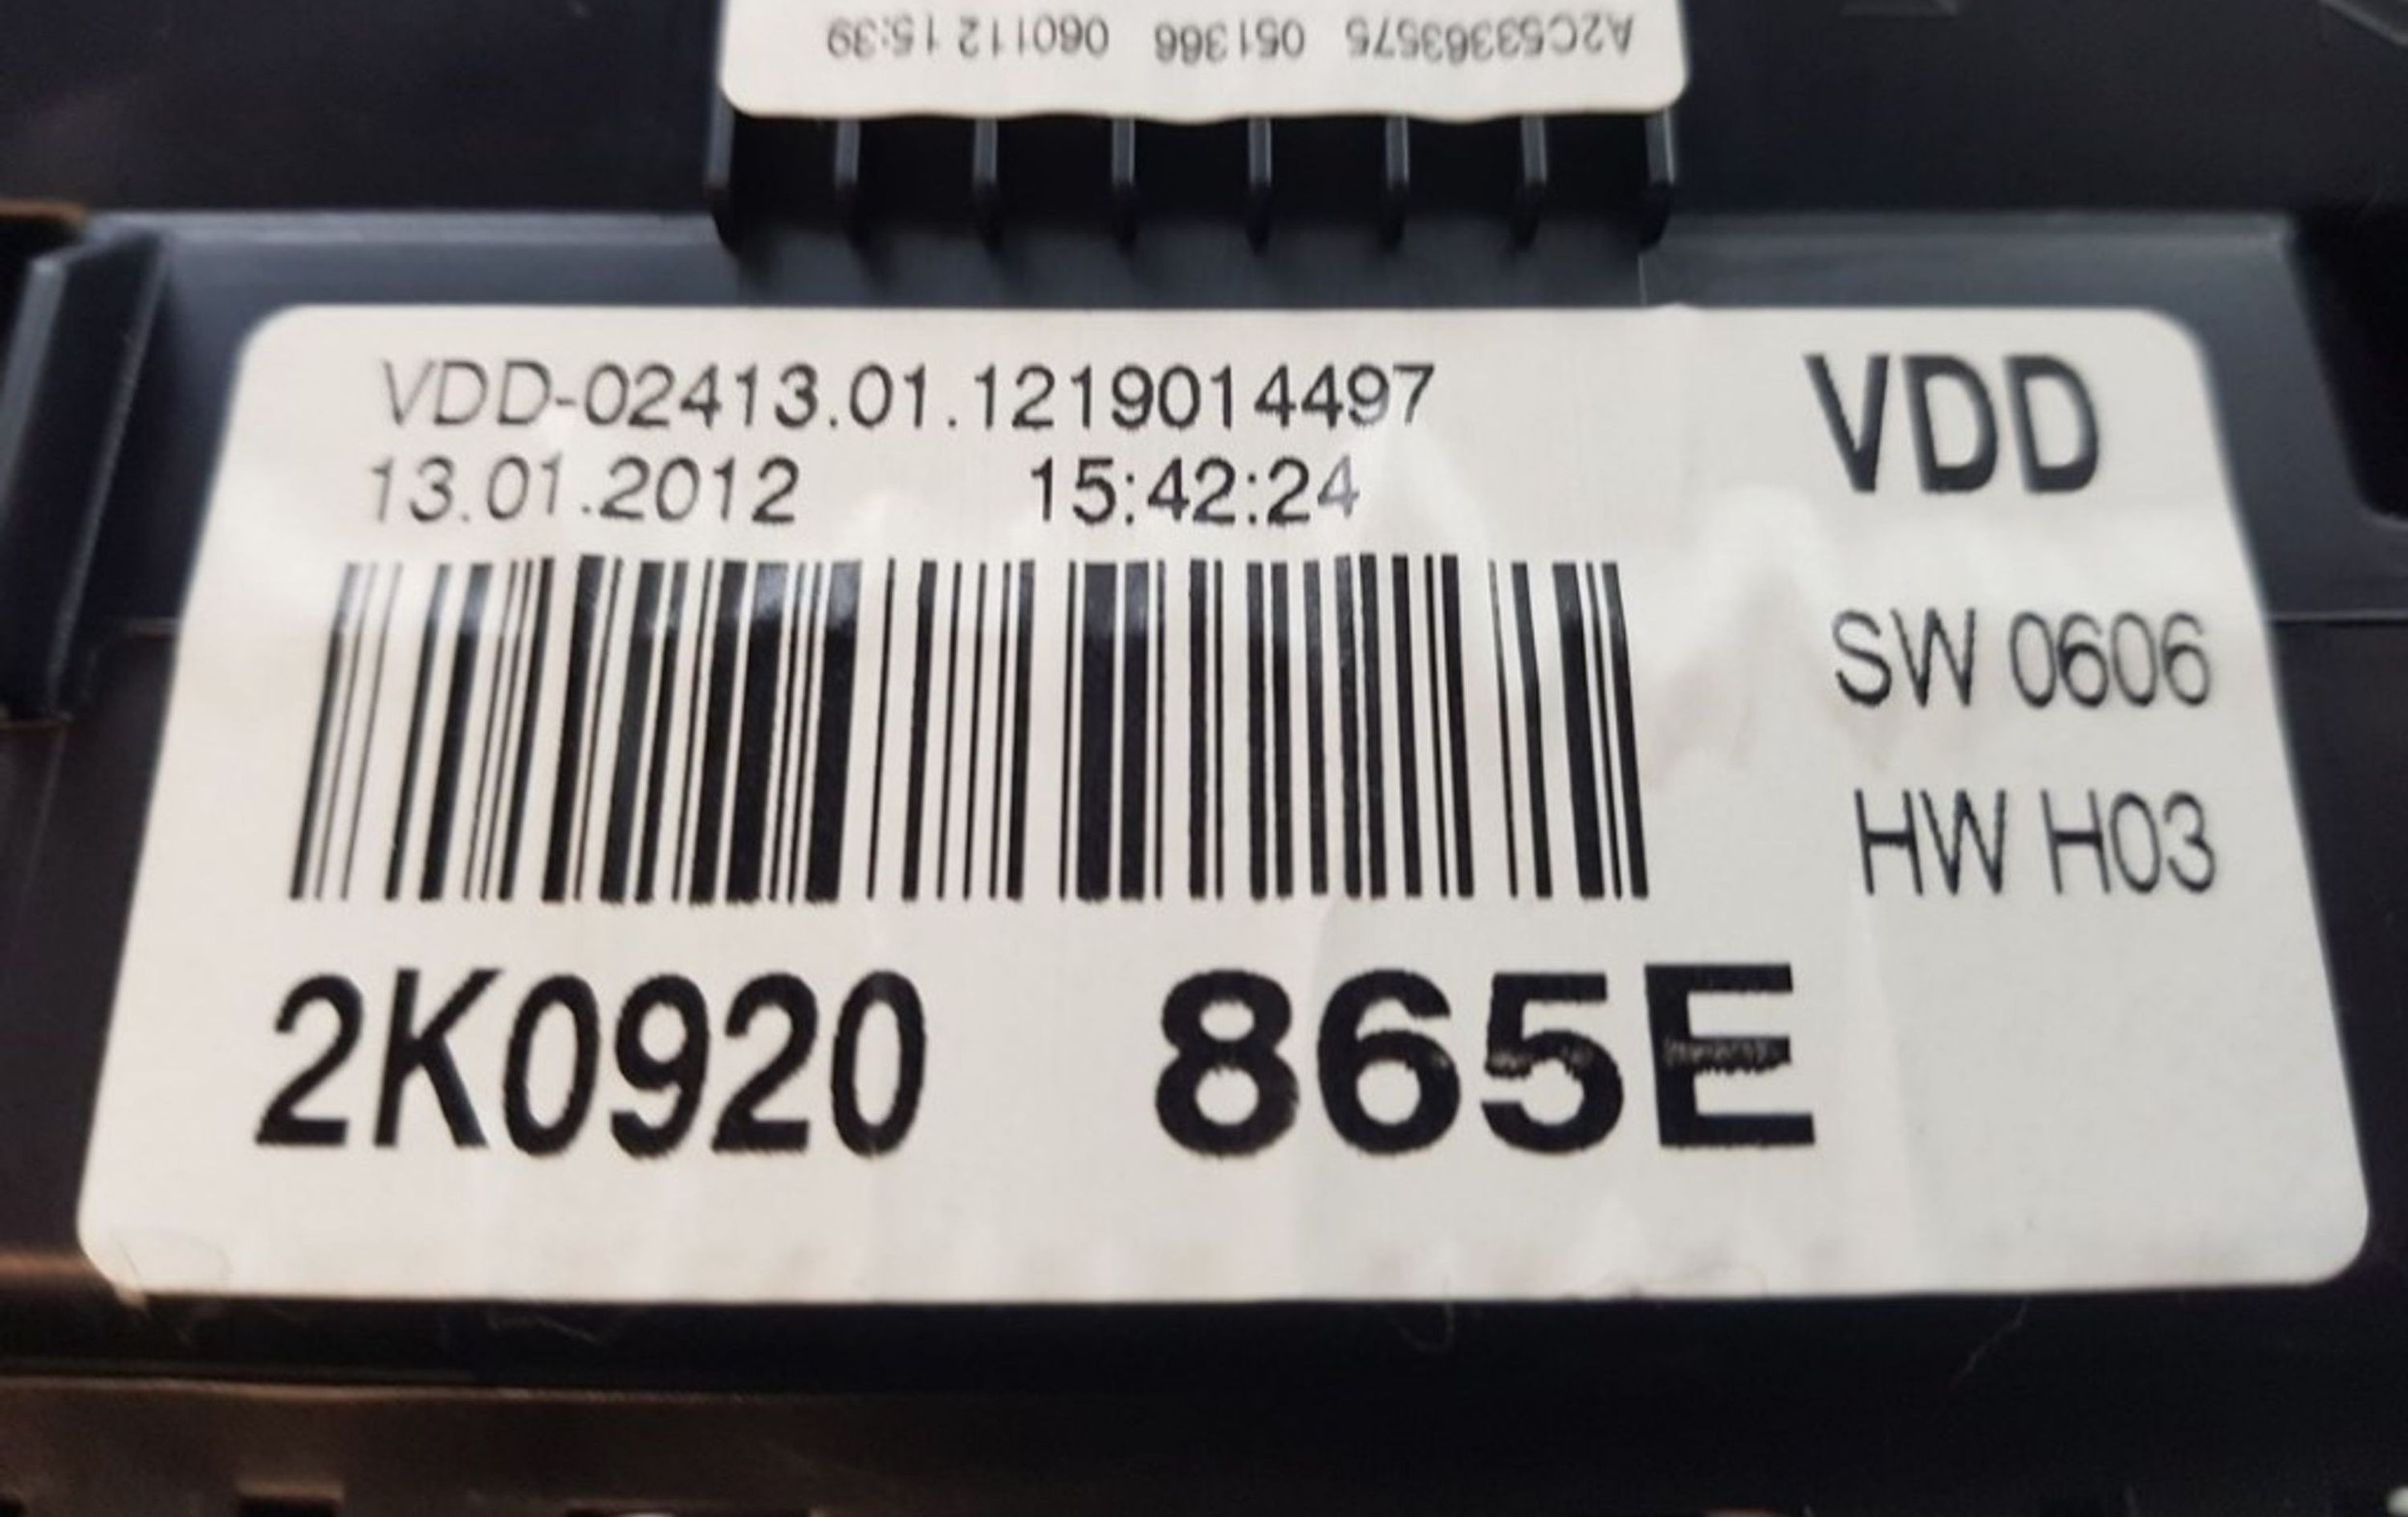 A2C53363575 051366 060112 15:39
VDD-02413.01.1219014497
13.01.2012 15:42:24
VDD
SW 0606
HW H03
2K0920 865E